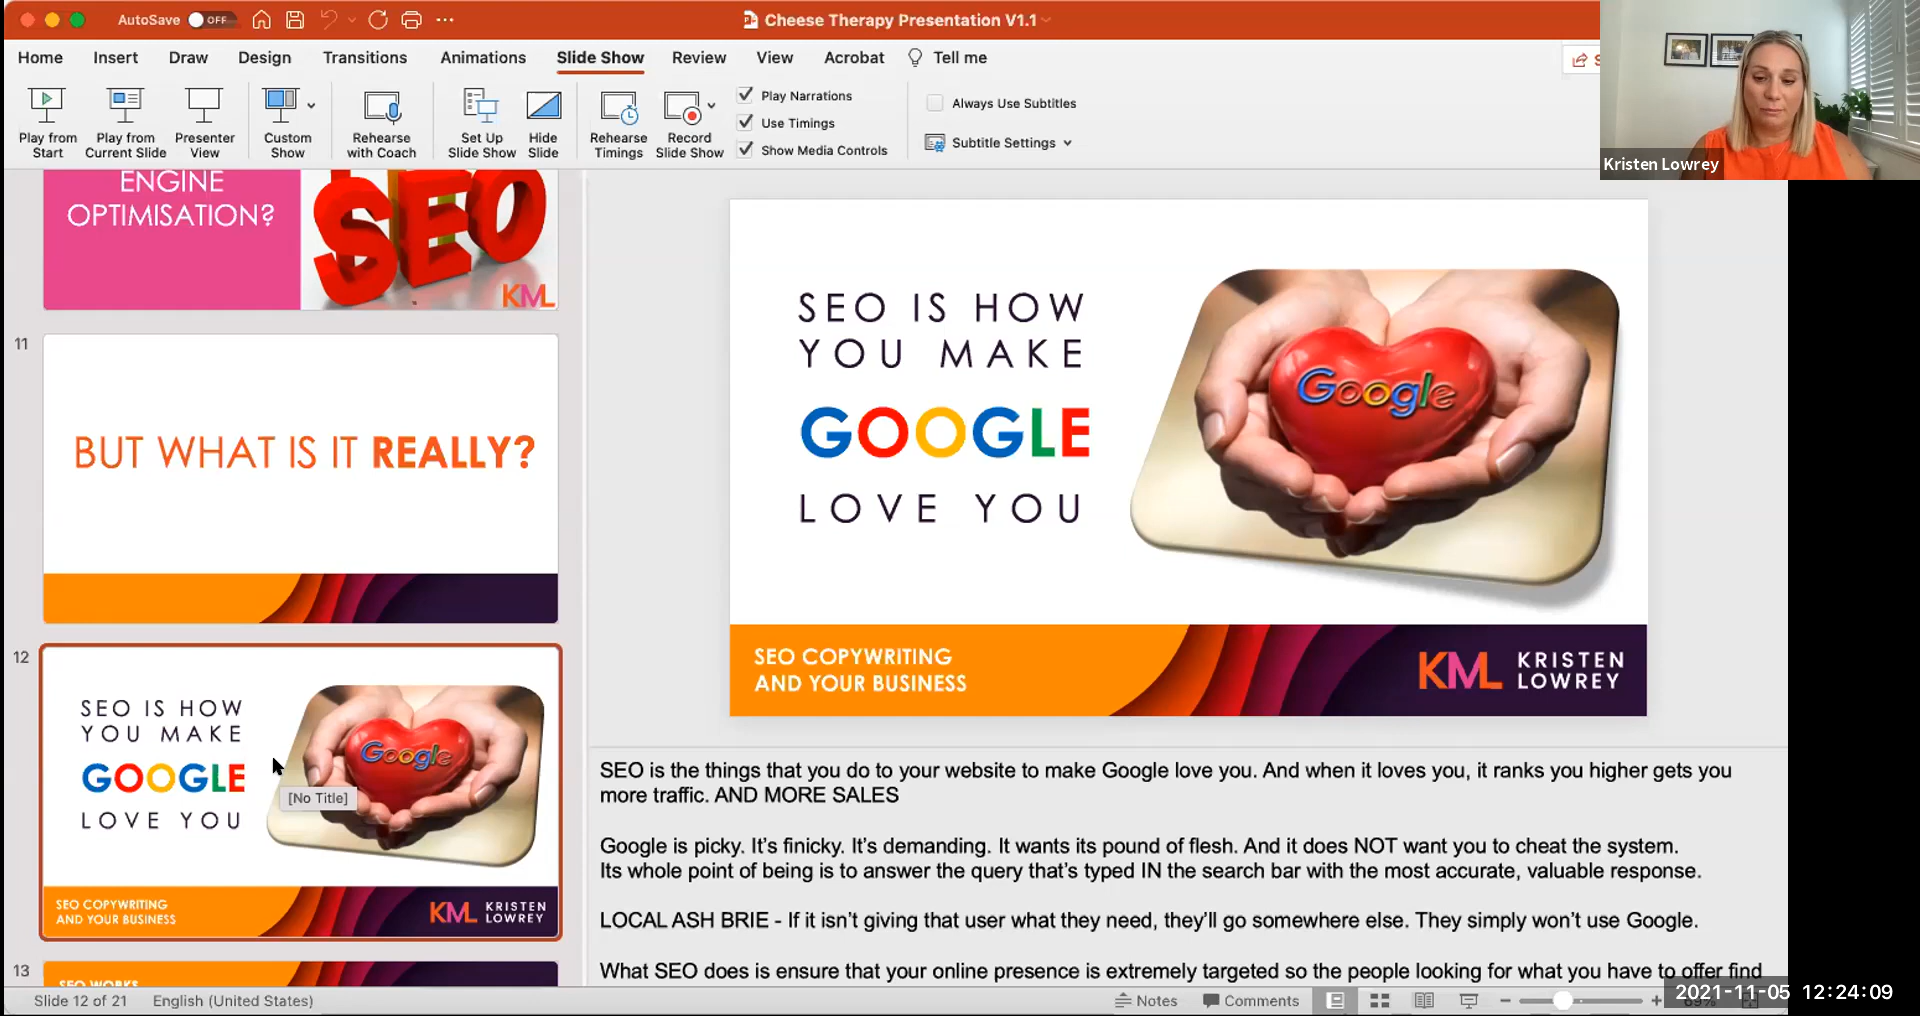 AutoSave OFF
Cheese Therapy Presentation V1.1
Home Insert Draw Design Transitions Animations Slide Show Review View Acrobat Tell me
Play from Start
Play from Current Slide
Presenter View
Custom Show
Rehearse with Coach
Set Up Slide Show
Hide Slide
Rehearse Timings
Record Slide Show
Play Narrations
Use Timings
Show Media Controls
Always Use Subtitles
Subtitle Settings
Kristen Lowrey
ENGINE
OPTIMISATION?
SEO
KML
11
BUT WHAT IS IT REALLY?
12
SEO IS HOW
YOU MAKE
GOOGLE
LOVE YOU
Google
[No Title]
SEO COPYWRITING
AND YOUR BUSINESS
KML KRISTEN
LOWREY
13
SEO WORKS
SEO IS HOW
YOU MAKE
GOOGLE
LOVE YOU
Google
SEO COPYWRITING
AND YOUR BUSINESS
KML KRISTEN
LOWREY
SEO is the things that you do to your website to make Google love you. And when it loves you, it ranks you higher gets you
more traffic. AND MORE SALES
Google is picky. It's finicky. It's demanding. It wants its pound of flesh. And it does NOT want you to cheat the system.
Its whole point of being is to answer the query that's typed IN the search bar with the most accurate, valuable response.
LOCAL ASH BRIE - If it isn't giving that user what they need, they'll go somewhere else. They simply won't use Google.
What SEO does is ensure that your online presence is extremely targeted so the people looking for what you have to offer find
Slide 12 of 21 English (United States) Notes Comments
2021-11-05 12:24:09